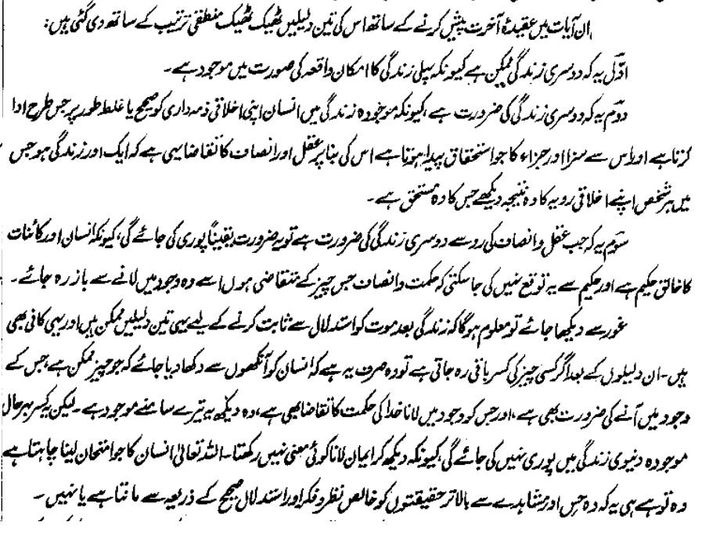 ان آیات میں عقیدۂ آخرت پیش کرنے کے ساتھ اس کی تین دلیلیں ٹھیک ٹھیک منطقی ترتیب کے ساتھ دی گئی ہیں:
اوّل یہ کہ دوسری زندگی ممکن ہے کیونکہ پہلی زندگی کا امکان واقعہ کی صورت میں موجود ہے۔
دوم یہ کہ دوسری زندگی کی ضرورت ہے، کیونکہ موجودہ زندگی میں انسان اپنی اخلاقی ذمہ داری کو صحیح یا غلط طور پر جس طرح ادا
کرتا ہے اور اس سے سزا اور جزاء کا جو استحقاق پیدا ہوتا ہے اس کی بنا پر عقل اور انصاف کا تقاضا یہی ہے کہ ایک اور زندگی ہو جس
میں ہر شخص اپنے اخلاقی رویہ کا وہ نتیجہ دیکھے جس کا وہ مستحق ہے۔
سوم یہ کہ جب عقل و انصاف کی رو سے دوسری زندگی کی ضرورت ہے تو یہ ضرورت یقیناً پوری کی جائے گی، کیونکہ انسان اور کائنات
کا خالق حکیم ہے اور حکیم سے یہ توقع نہیں کی جا سکتی کہ حکمت و انصاف جس چیز کے متقاضی ہوں اسے وہ وجود میں لانے سے باز رہ جائے۔
غور سے دیکھا جائے تو معلوم ہوگا کہ زندگی بعد موت کو استدلال سے ثابت کرنے کے لیے یہی تین دلیلیں ممکن ہیں اور یہی کافی بھی
ہیں۔ ان دلیلوں کے بعد اگر کسی چیز کی کسر باقی رہ جاتی ہے تو وہ صرف یہ ہے کہ انسان کو آنکھوں سے دکھا دیا جائے کہ جو چیز ممکن ہے، جس کے
وجود میں آنے کی ضرورت بھی ہے، اور جس کو وجود میں لانا خدا کی حکمت کا تقاضا بھی ہے، وہ دیکھ یہ تیرے سامنے موجود ہے۔ لیکن یہ کسر بہرحال
موجودہ دنیوی زندگی میں پوری نہیں کی جائے گی، کیونکہ دیکھ کر ایمان لانا کوئی معنی نہیں رکھتا۔ اللہ تعالیٰ انسان کا جو امتحان لینا چاہتا ہے
وہ تو ہے ہی یہ کہ وہ حِس اور مشاہدے سے بالاتر حقیقتوں کو خالص نظر و فکر اور استدلال صحیح کے ذریعہ سے مانتا ہے یا نہیں۔